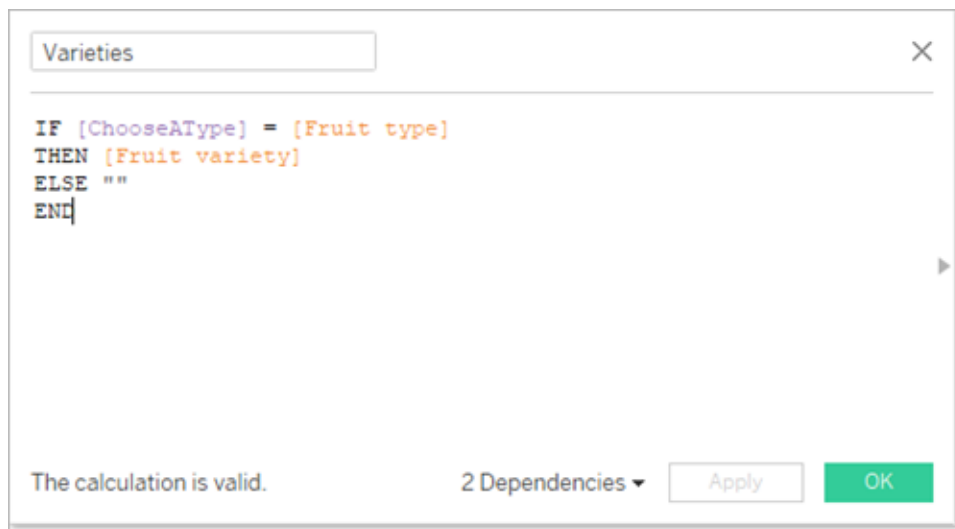 Varieties
IF [ChooseAType] = [Fruit type]
THEN [Fruit variety]
ELSE ""
END
The calculation is valid.
2 Dependencies
Apply
OK